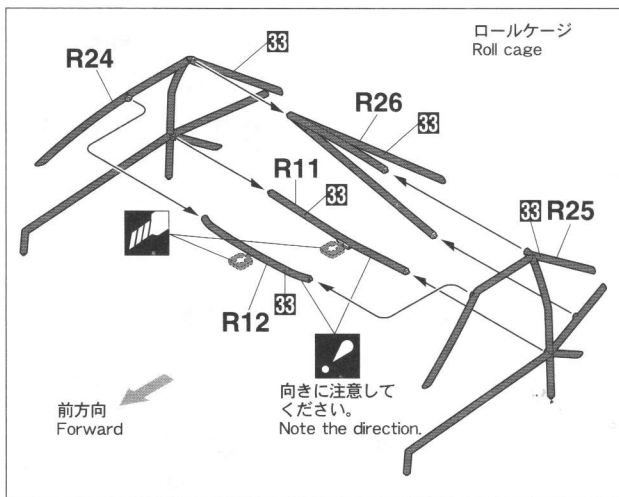 ロールケージ
Roll cage
R24
33
R26
33
R11
33
33 R25
R12
33
向きに注意して
ください。
Note the direction.
前方向
Forward